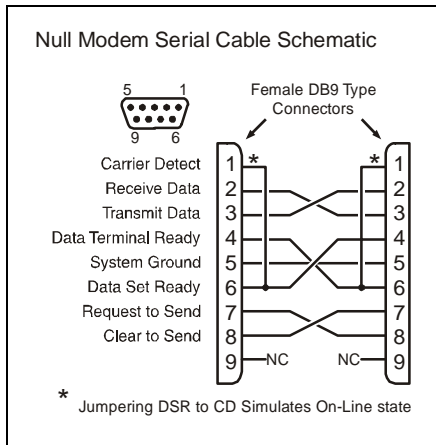 Null Modem Serial Cable Schematic
5 1
9 6
Female DB9 Type
Connectors
Carrier Detect 1 * * 1
Receive Data 2 2
Transmit Data 3 3
Data Terminal Ready 4 4
System Ground 5 5
Data Set Ready 6 6
Request to Send 7 7
Clear to Send 8 8
9 NC NC 9
* Jumpering DSR to CD Simulates On-Line state